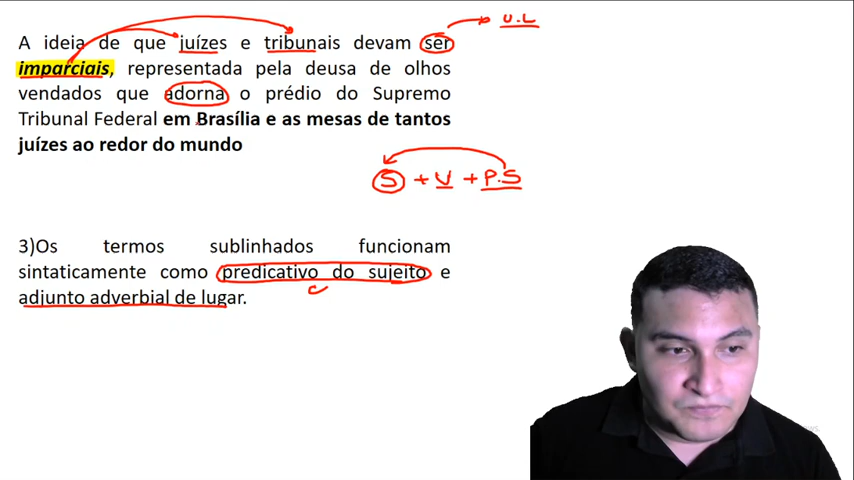 V.L
A ideia de que juízes e tribunais devam ser
imparciais, representada pela deusa de olhos
vendados que adorna o prédio do Supremo
Tribunal Federal em Brasília e as mesas de tantos
juízes ao redor do mundo
S + V + P.S
3)Os termos sublinhados funcionam
sintaticamente como predicativo do sujeito e
adjunto adverbial de lugar.